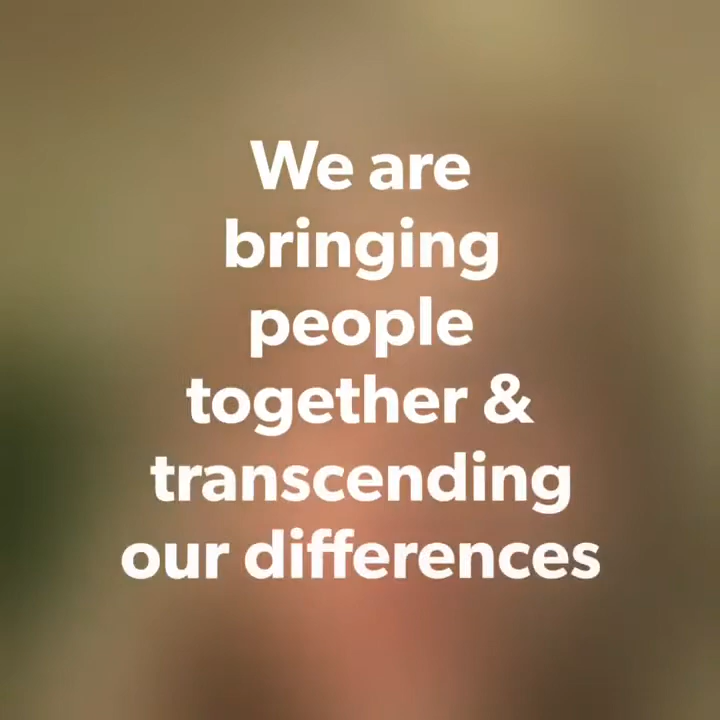 We are
bringing
people
together &
transcending
our differences